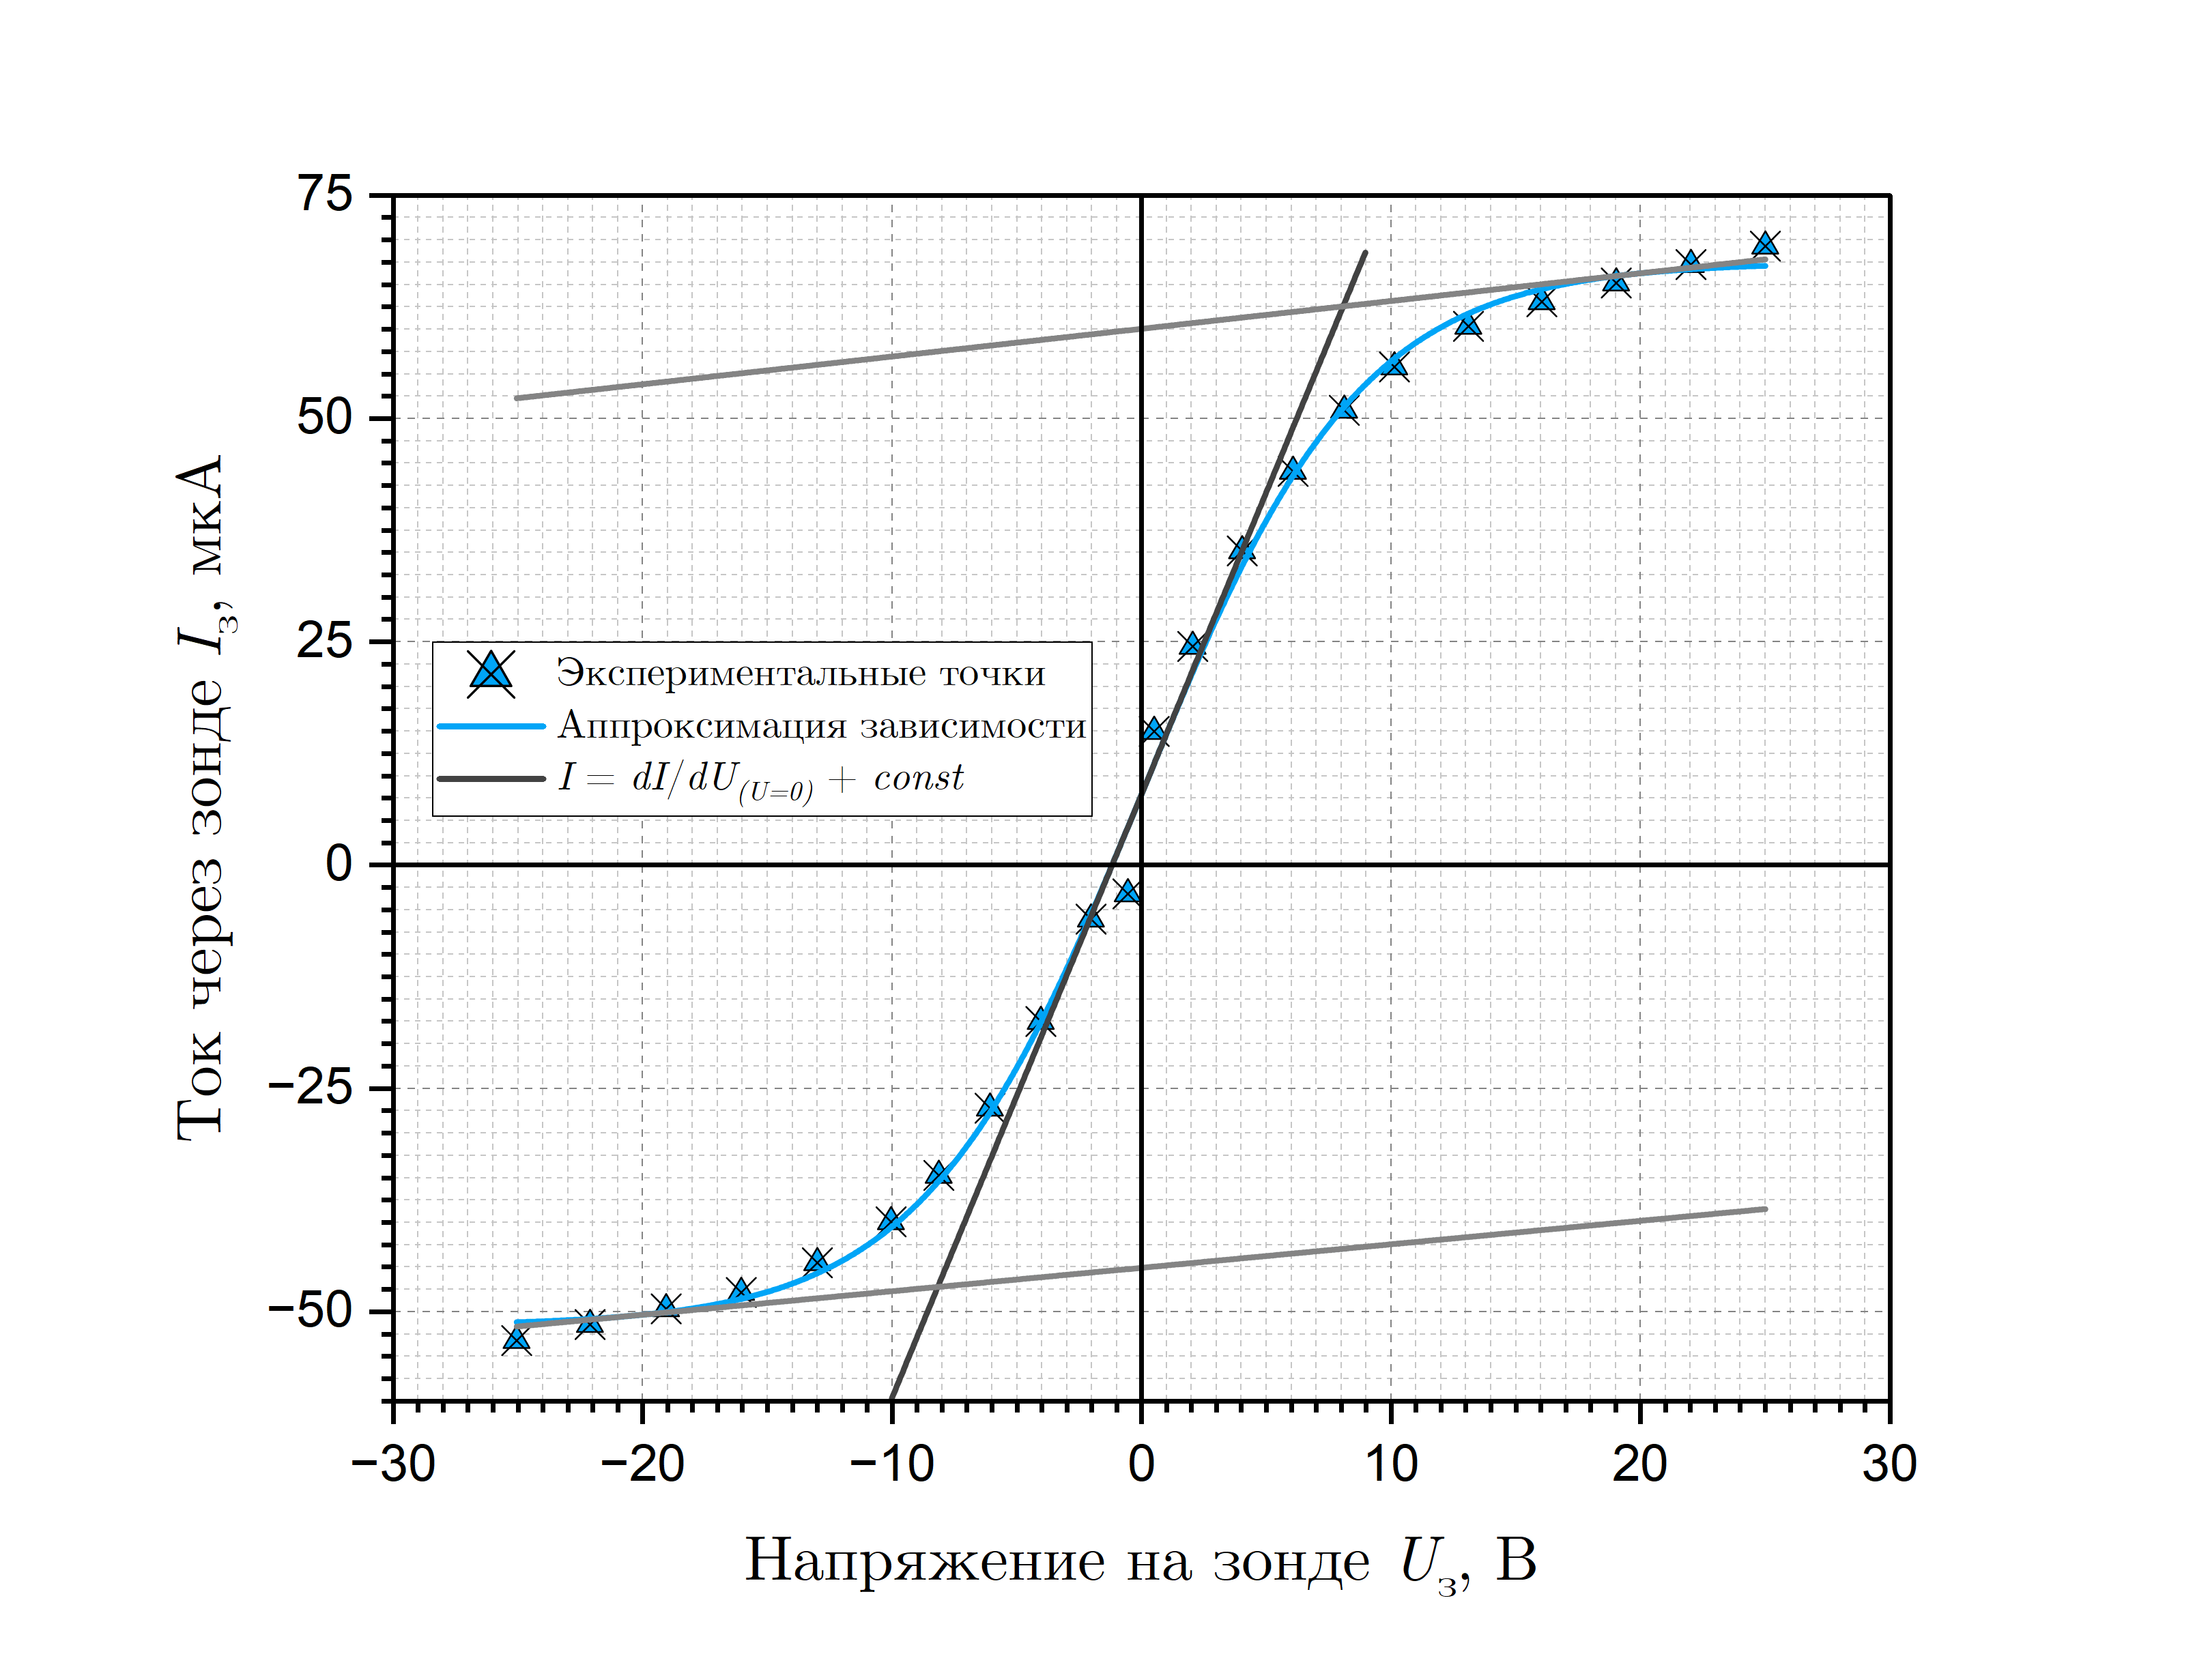 75
50
25
0
−25
−50
Ток через зонде Iз, мкА
Экспериментальные точки
Аппроксимация зависимости
I = dI/dU(U=0) + const
−30 −20 −10 0 10 20 30
Напряжение на зонде Uз, В